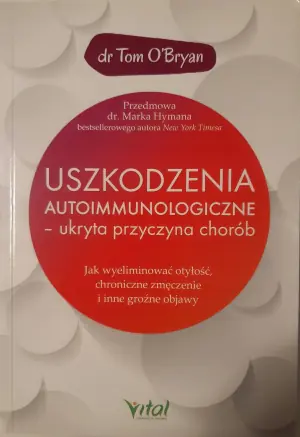 dr Tom O'Bryan
Przedmowa
dr. Marka Hymana
bestsellerowego autora New York Timesa
USZKODZENIA
AUTOIMMUNOLOGICZNE
– ukryta przyczyna chorób
Jak wyeliminować otyłość,
chroniczne zmęczenie
i inne groźne objawy
Vital